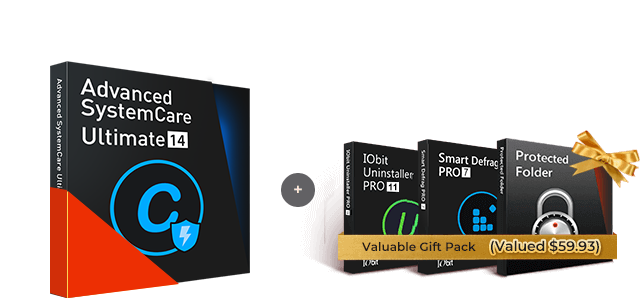 Advanced SystemCare Ulti
Advanced
SystemCare
Ultimate 14
C
+
IObit Uninstaller PRO
IObit
Uninstaller
PRO 11
IObit
Smart Defrag PRO
Smart Defrag
PRO 7
IObit
Protected Folder
Protected
Folder
Valuable Gift Pack (Valued $59.93)